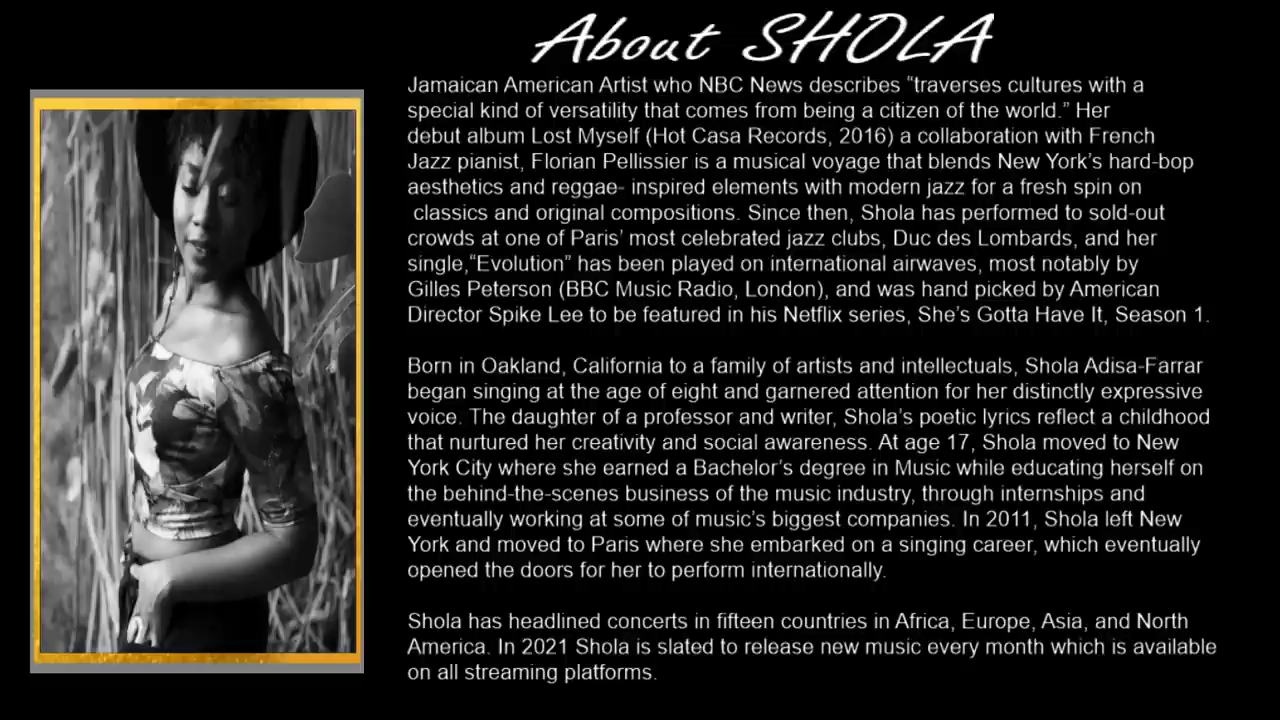 About SHOLA
Jamaican American Artist who NBC News describes “traverses cultures with a
special kind of versatility that comes from being a citizen of the world.” Her
debut album Lost Myself (Hot Casa Records, 2016) a collaboration with French
Jazz pianist, Florian Pellissier is a musical voyage that blends New York’s hard-bop
aesthetics and reggae- inspired elements with modern jazz for a fresh spin on
classics and original compositions. Since then, Shola has performed to sold-out
crowds at one of Paris’ most celebrated jazz clubs, Duc des Lombards, and her
single,“Evolution” has been played on international airwaves, most notably by
Gilles Peterson (BBC Music Radio, London), and was hand picked by American
Director Spike Lee to be featured in his Netflix series, She’s Gotta Have It, Season 1.
Born in Oakland, California to a family of artists and intellectuals, Shola Adisa-Farrar
began singing at the age of eight and garnered attention for her distinctly expressive
voice. The daughter of a professor and writer, Shola’s poetic lyrics reflect a childhood
that nurtured her creativity and social awareness. At age 17, Shola moved to New
York City where she earned a Bachelor’s degree in Music while educating herself on
the behind-the-scenes business of the music industry, through internships and
eventually working at some of music’s biggest companies. In 2011, Shola left New
York and moved to Paris where she embarked on a singing career, which eventually
opened the doors for her to perform internationally.
Shola has headlined concerts in fifteen countries in Africa, Europe, Asia, and North
America. In 2021 Shola is slated to release new music every month which is available
on all streaming platforms.